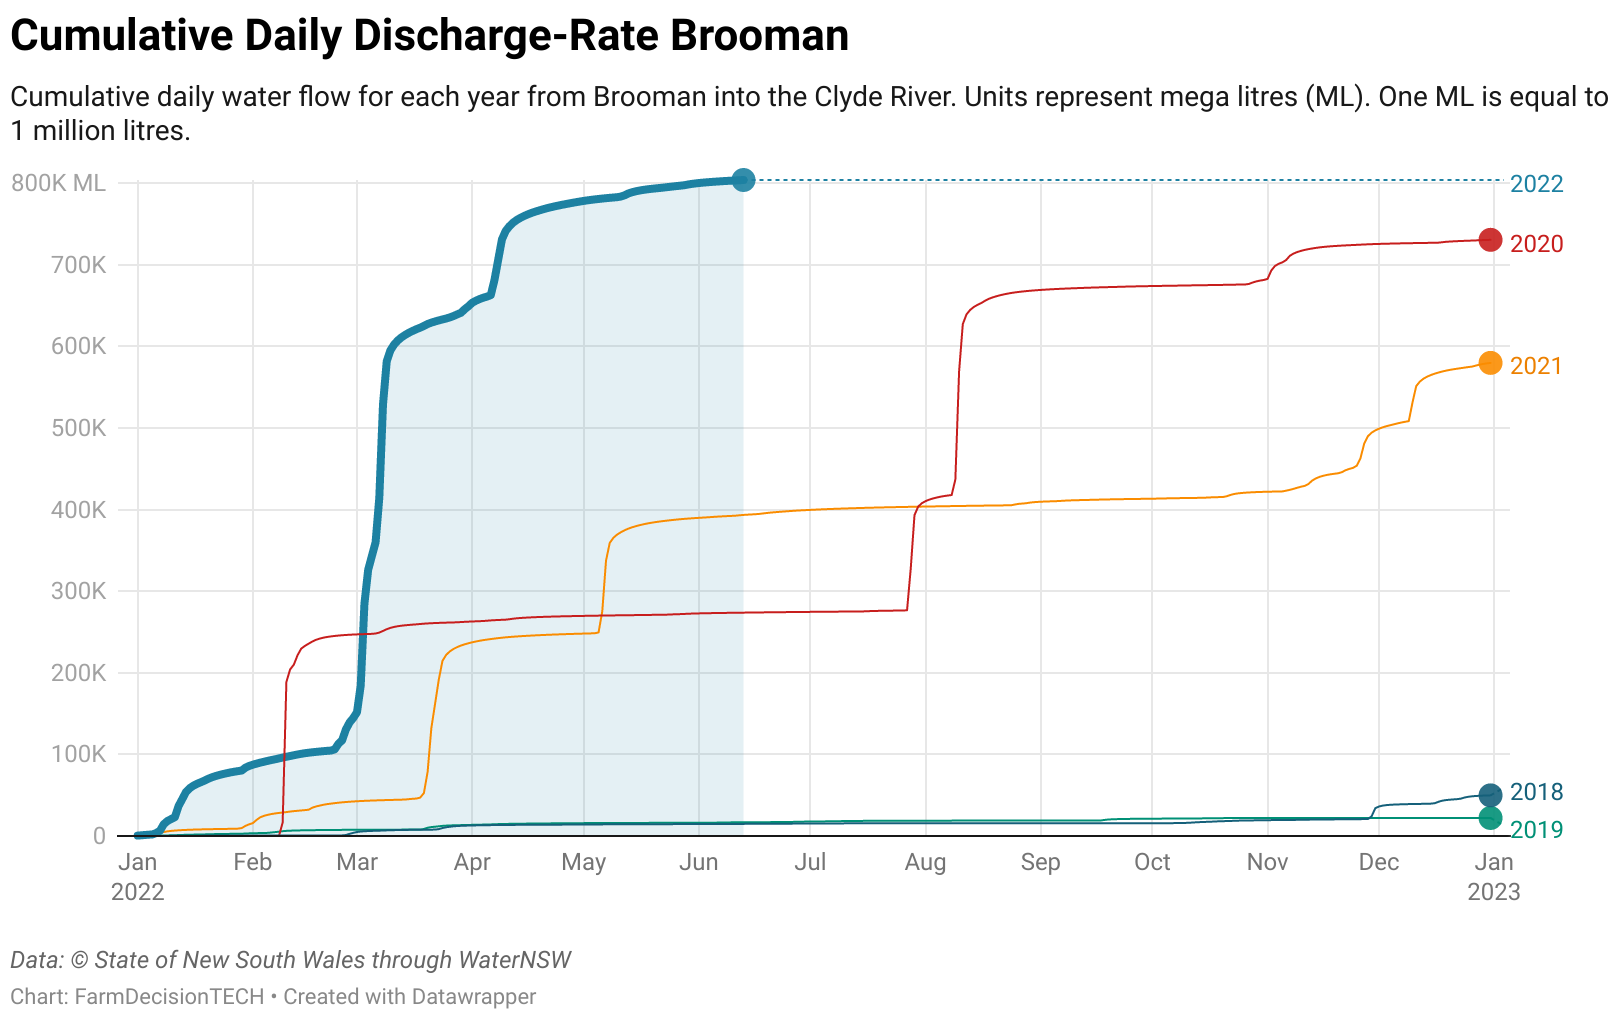 Cumulative Daily Discharge-Rate Brooman
Cumulative daily water flow for each year from Brooman into the Clyde River. Units represent mega litres (ML). One ML is equal to
1 million litres.
800K ML
700K
600K
500K
400K
300K
200K
100K
0
2022
2020
2021
2018
2019
Jan Feb Mar Apr May Jun Jul Aug Sep Oct Nov Dec Jan
2022 2023
Data: © State of New South Wales through WaterNSW
Chart: FarmDecisionTECH • Created with Datawrapper